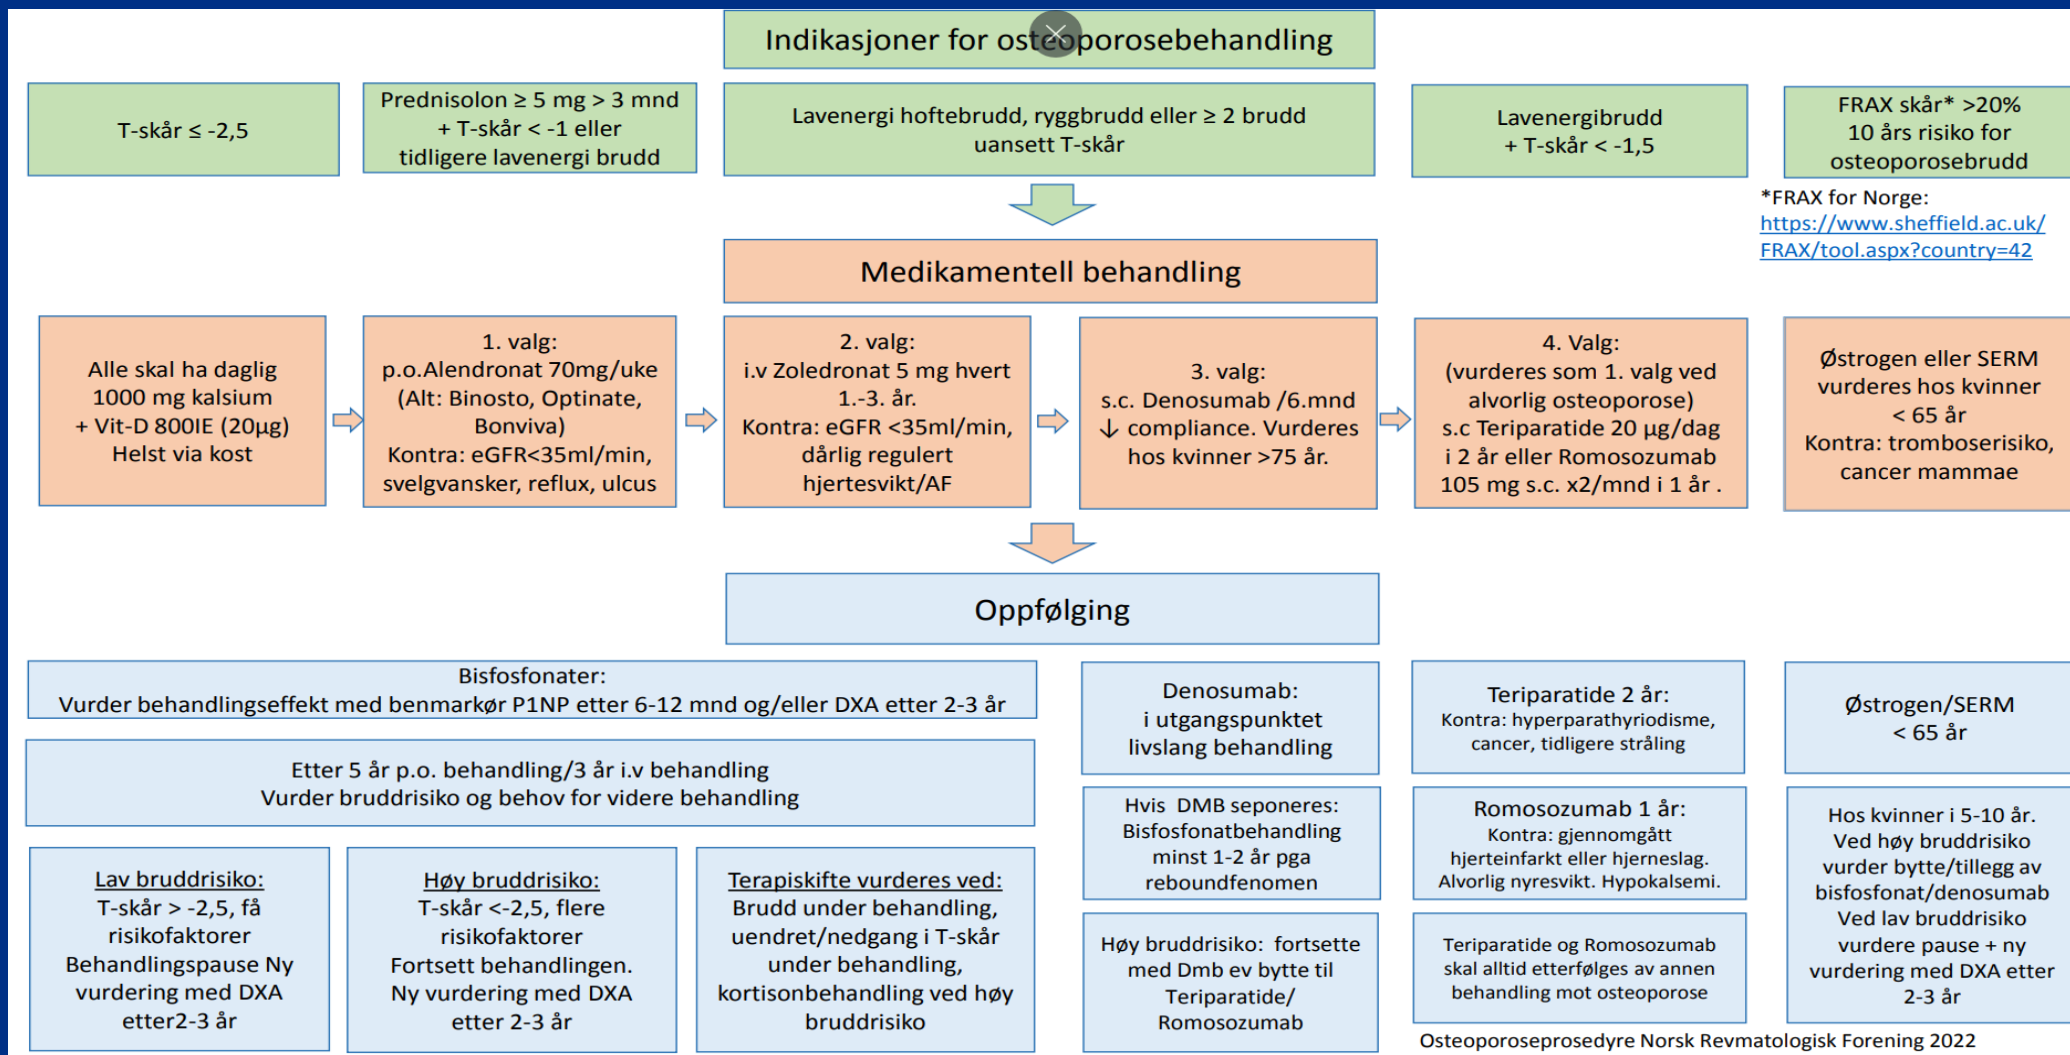 Indikasjoner for osteoporosebehandling
T-skår ≤ -2,5
Prednisolon ≥ 5 mg > 3 mnd
+ T-skår < -1 eller
tidligere lavenergi brudd
Lavenergi hoftebrudd, ryggbrudd eller ≥ 2 brudd
uansett T-skår
Lavenergibrudd
+ T-skår < -1,5
FRAX skår* >20%
10 års risiko for
osteoporosebrudd
*FRAX for Norge:
https://www.sheffield.ac.uk/
FRAX/tool.aspx?country=42
Medikamentell behandling
Alle skal ha daglig
1000 mg kalsium
+ Vit-D 800IE (20µg)
Helst via kost
1. valg:
p.o.Alendronat 70mg/uke
(Alt: Binosto, Optinate,
Bonviva)
Kontra: eGFR<35ml/min,
svelgvansker, reflux, ulcus
2. valg:
i.v Zoledronat 5 mg hvert
1.-3. år.
Kontra: eGFR <35ml/min,
dårlig regulert
hjertesvikt/AF
3. valg:
s.c. Denosumab /6.mnd
↓ compliance. Vurderes
hos kvinner >75 år.
4. Valg:
(vurderes som 1. valg ved
alvorlig osteoporose)
s.c Teriparatide 20 µg/dag
i 2 år eller Romosozumab
105 mg s.c. x2/mnd i 1 år .
Østrogen eller SERM
vurderes hos kvinner
< 65 år
Kontra: tromboserisiko,
cancer mammae
Oppfølging
Bisfosfonater:
Vurder behandlingseffekt med benmarkør P1NP etter 6-12 mnd og/eller DXA etter 2-3 år
Etter 5 år p.o. behandling/3 år i.v behandling
Vurder bruddrisiko og behov for videre behandling
Lav bruddrisiko:
T-skår > -2,5, få
risikofaktorer
Behandlingspause Ny
vurdering med DXA
etter2-3 år
Høy bruddrisiko:
T-skår <-2,5, flere
risikofaktorer
Fortsett behandlingen.
Ny vurdering med DXA
etter 2-3 år
Terapiskifte vurderes ved:
Brudd under behandling,
uendret/nedgang i T-skår
under behandling,
kortisonbehandling ved høy
bruddrisiko
Denosumab:
i utgangspunktet
livslang behandling
Hvis DMB seponeres:
Bisfosfonatbehandling
minst 1-2 år pga
reboundfenomen
Høy bruddrisiko: fortsette
med Dmb ev bytte til
Teriparatide/
Romosozumab
Teriparatide 2 år:
Kontra: hyperparathyriodisme,
cancer, tidligere stråling
Romosozumab 1 år:
Kontra: gjennomgått
hjerteinfarkt eller hjerneslag.
Alvorlig nyresvikt. Hypokalsemi.
Teriparatide og Romosozumab
skal alltid etterfølges av annen
behandling mot osteoporose
Østrogen/SERM
< 65 år
Hos kvinner i 5-10 år.
Ved høy bruddrisiko
vurder bytte/tillegg av
bisfosfonat/denosumab
Ved lav bruddrisiko
vurdere pause + ny
vurdering med DXA etter
2-3 år
Osteoporoseprosedyre Norsk Revmatologisk Forening 2022